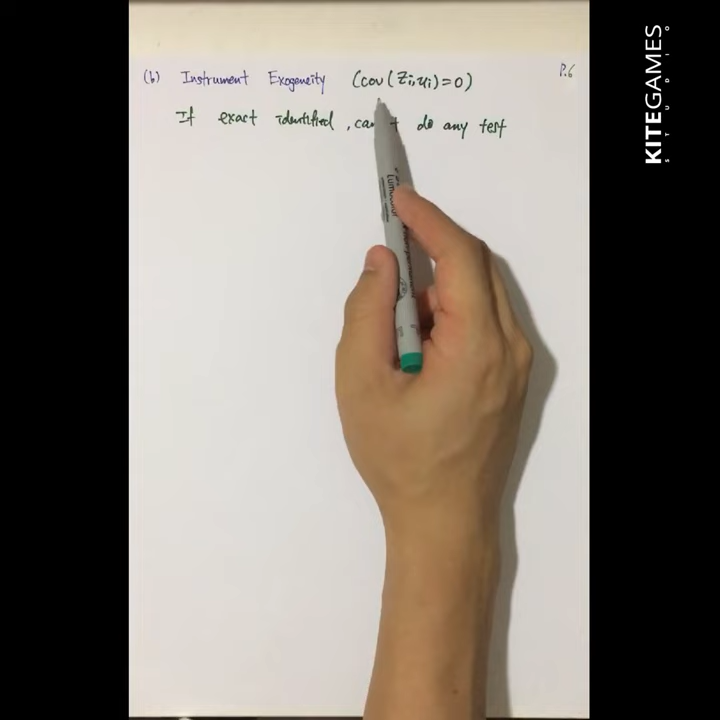 (b) Instrument Exogeneity (cov(Zi,ui)=0) P.6
If exact identified, can't do any test
KITEGAMES
STUDIO